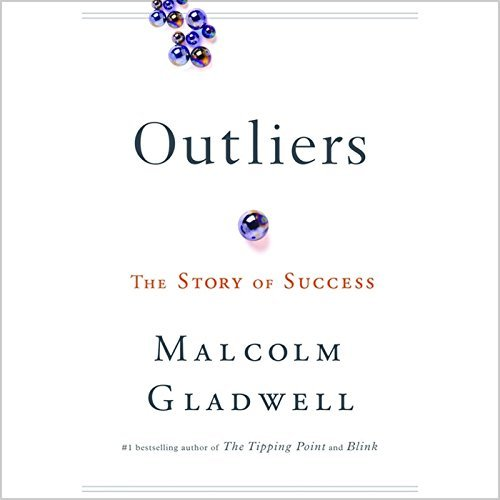 Outliers
THE STORY OF SUCCESS
MALCOLM
GLADWELL
#1 bestselling author of The Tipping Point and Blink